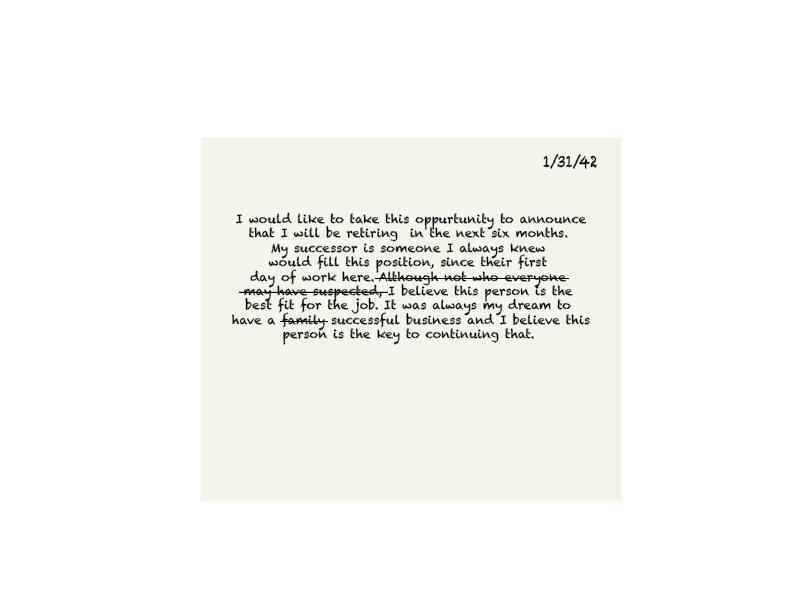 1/31/42
I would like to take this oppurtunity to announce
that I will be retiring in the next six months.
My successor is someone I always knew
would fill this position, since their first
day of work here. Although not who everyone
may have suspected, I believe this person is the
best fit for the job. It was always my dream to
have a family successful business and I believe this
person is the key to continuing that.